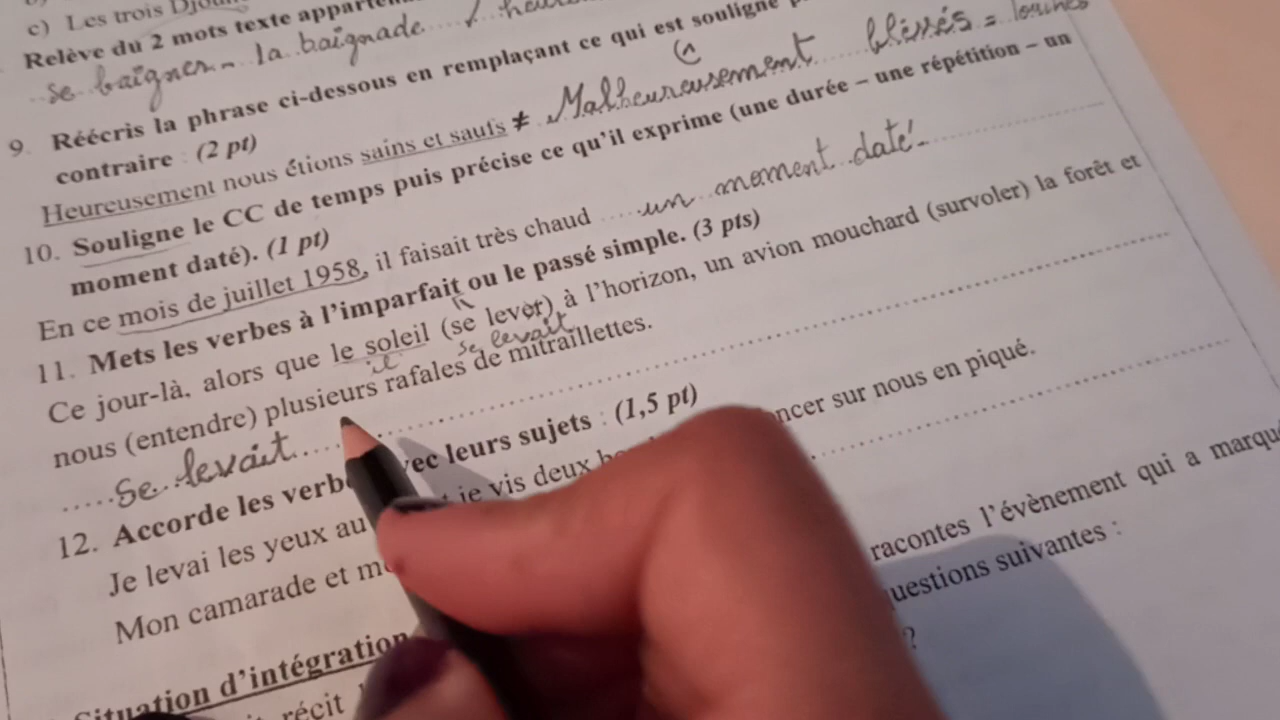 c) Les trois
Relève du 2 mots texte
se baigner - la baignade
9. Réécris la phrase ci-dessous en remplaçant ce qui est souligné
contraire : (2 pt)
Heureusement nous étions sains et saufs ≠ Malheureusement blessés =
10. Souligne le CC de temps puis précise ce qu'il exprime (une durée – une répétition – un
moment daté). (1 pt)
En ce mois de juillet 1958, il faisait très chaud un moment daté.
11. Mets les verbes à l'imparfait ou le passé simple. (3 pts)
Ce jour-là, alors que le soleil (se lever) à l'horizon, un avion mouchard (survoler) la forêt et
il se levait
nous (entendre) plusieurs rafales de mitraillettes.
se levait
12. Accorde les verb vec leurs sujets : (1,5 pt)
Je levai les yeux au je vis deux ncer sur nous en piqué.
Mon camarade et
racontes l'évènement qui a marqu
Situation d'intégration
uestions suivantes :
récit ?